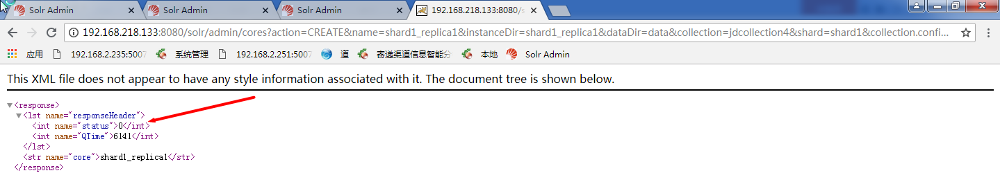 Solr Admin
Solr Admin
Solr Admin
192.168.218.133:8080/s
192.168.218.133:8080/solr/admin/cores?action=CREATE&name=shard1_replica1&instanceDir=shard1_replica1&dataDir=data&collection=jdcollection4&shard=shard1&collection.confi...
应用 192.168.2.235:5007 系统管理 192.168.2.251:5007 道 寄递渠道信息智能分 本地 Solr Admin
This XML file does not appear to have any style information associated with it. The document tree is shown below.
<response>
<lst name="responseHeader">
<int name="status">0</int>
<int name="QTime">6141</int>
</lst>
<str name="core">shard1_replica1</str>
</response>